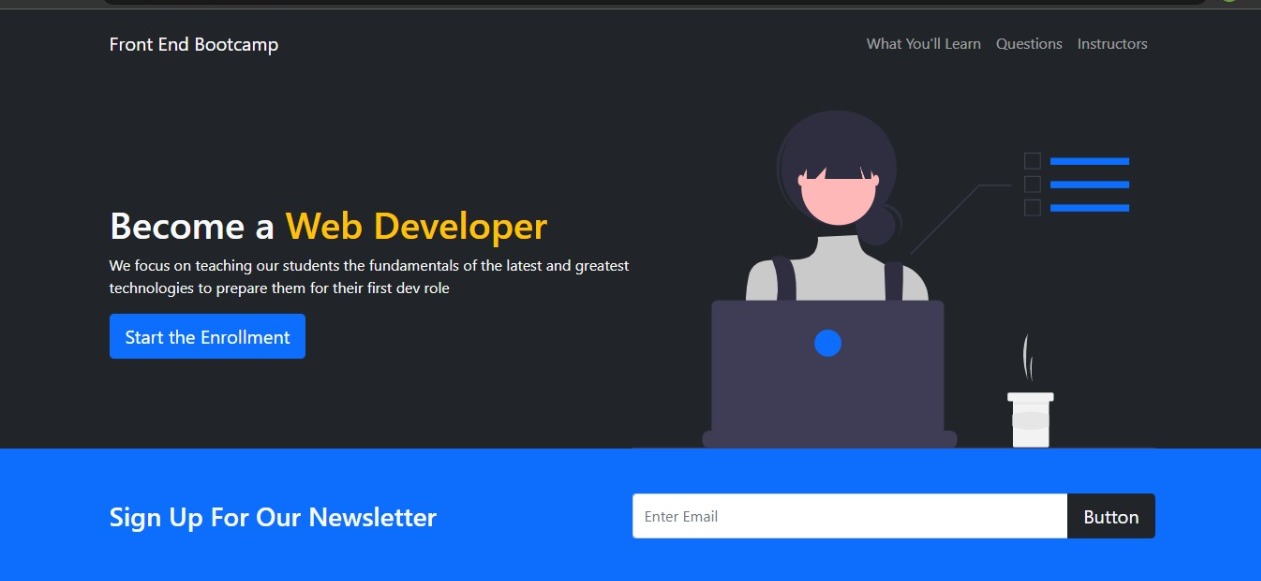 Front End Bootcamp
What You'll Learn Questions Instructors
Become a Web Developer
We focus on teaching our students the fundamentals of the latest and greatest
technologies to prepare them for their first dev role
Start the Enrollment
Sign Up For Our Newsletter
Enter Email
Button